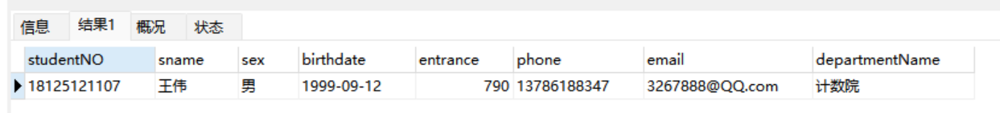 信息 结果1 概况 状态
studentNO sname sex birthdate entrance phone email departmentName
18125121107 王伟 男 1999-09-12 790 13786188347 3267888@QQ.com 计数院